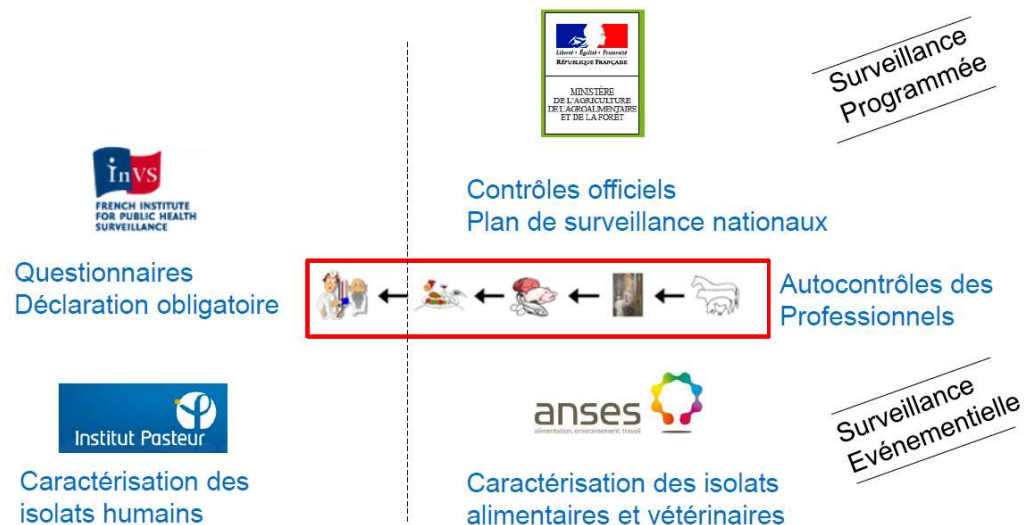 Liberté • Égalité • Fraternité
RÉPUBLIQUE FRANÇAISE
MINISTÈRE
DE L'AGRICULTURE
DE L'AGROALIMENTAIRE
ET DE LA FORÊT
Surveillance
Programmée
InVS
FRENCH INSTITUTE
FOR PUBLIC HEALTH
SURVEILLANCE
Contrôles officiels
Plan de surveillance nationaux
Questionnaires
Déclaration obligatoire
Autocontrôles des
Professionnels
Institut Pasteur
anses
alimentation, environnement, travail
Surveillance
Evénementielle
Caractérisation des
isolats humains
Caractérisation des isolats
alimentaires et vétérinaires